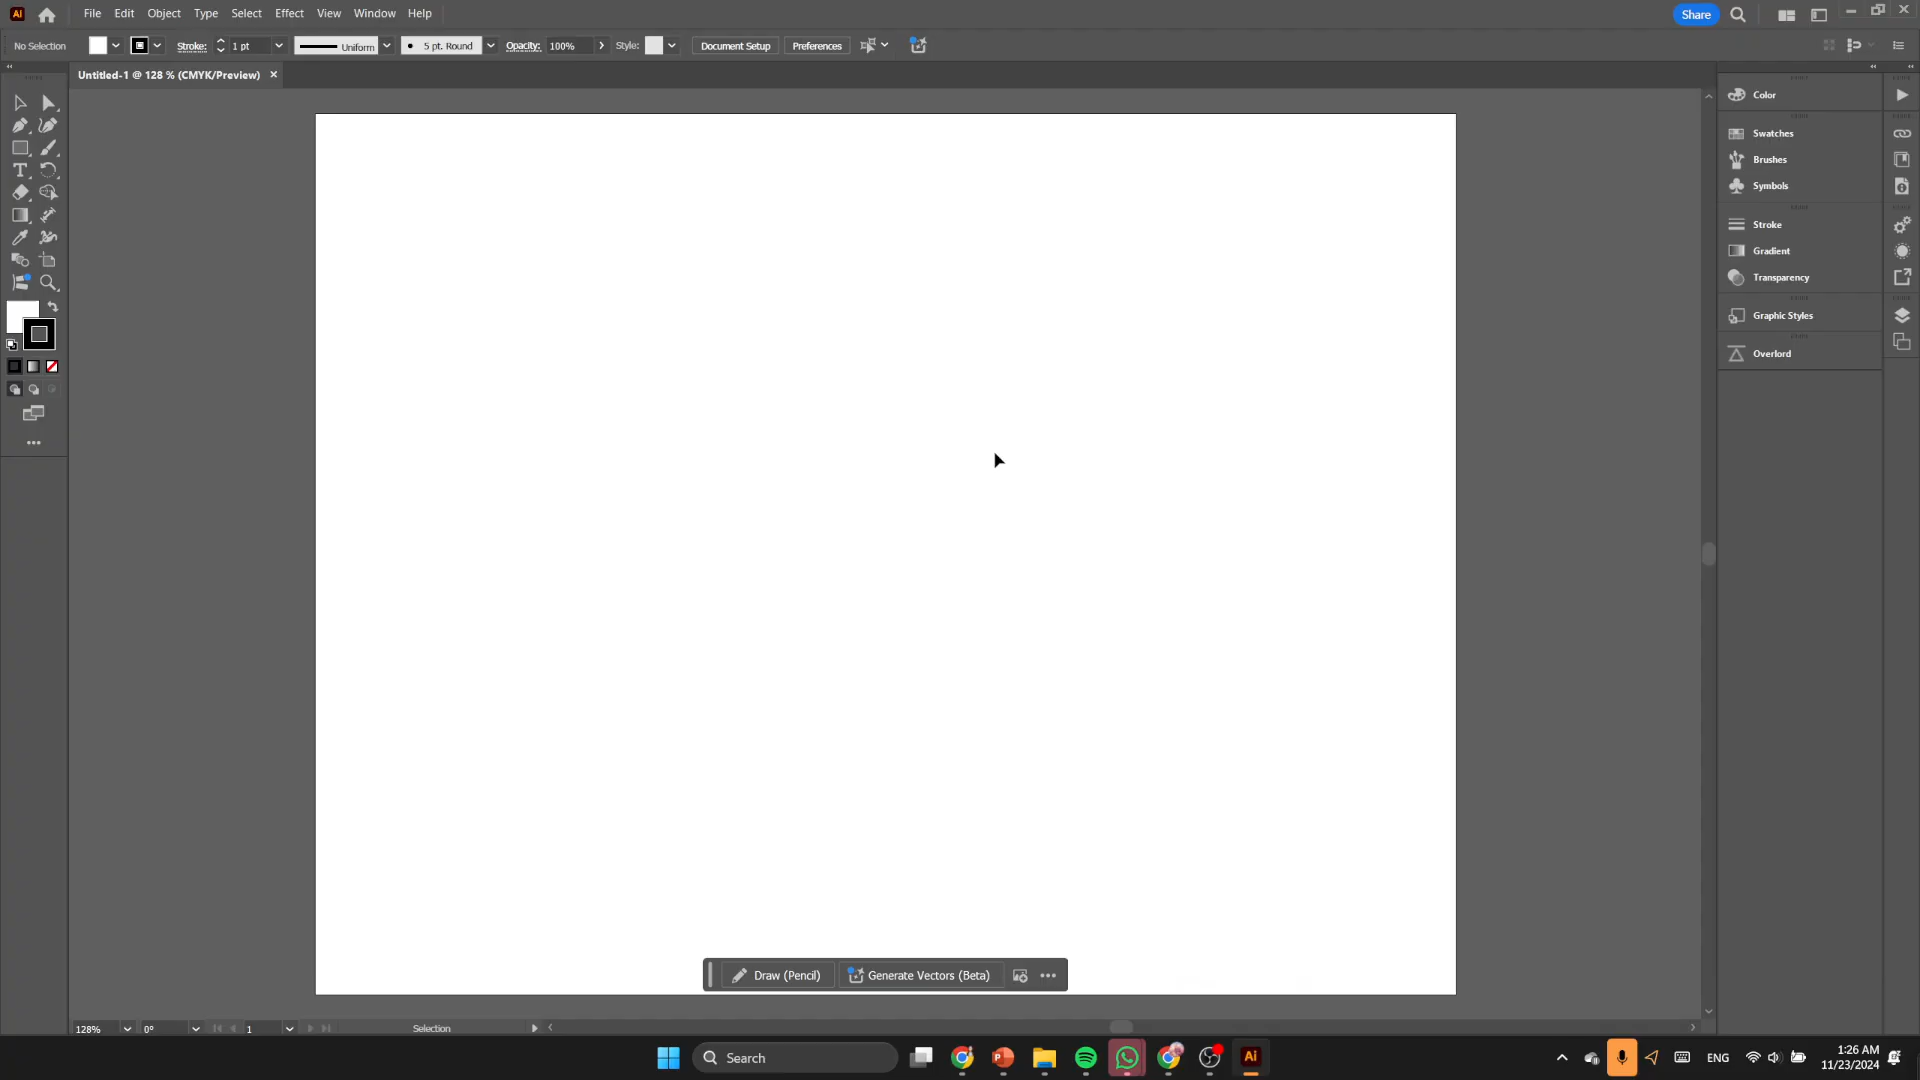 Ai File Edit Object Type Select Effect View Window Help Share
No Selection Stroke: 1 pt Uniform 5 pt. Round Opacity: 100% Style: Document Setup Preferences
Untitled-1 @ 128 % (CMYK/Preview) ×
Color
Swatches
Brushes
Symbols
Stroke
Gradient
Transparency
Graphic Styles
Overlord
T
Draw (Pencil) Generate Vectors (Beta)
128% 0° 1 Selection
Search Ai ENG 1:26 AM
11/23/2024